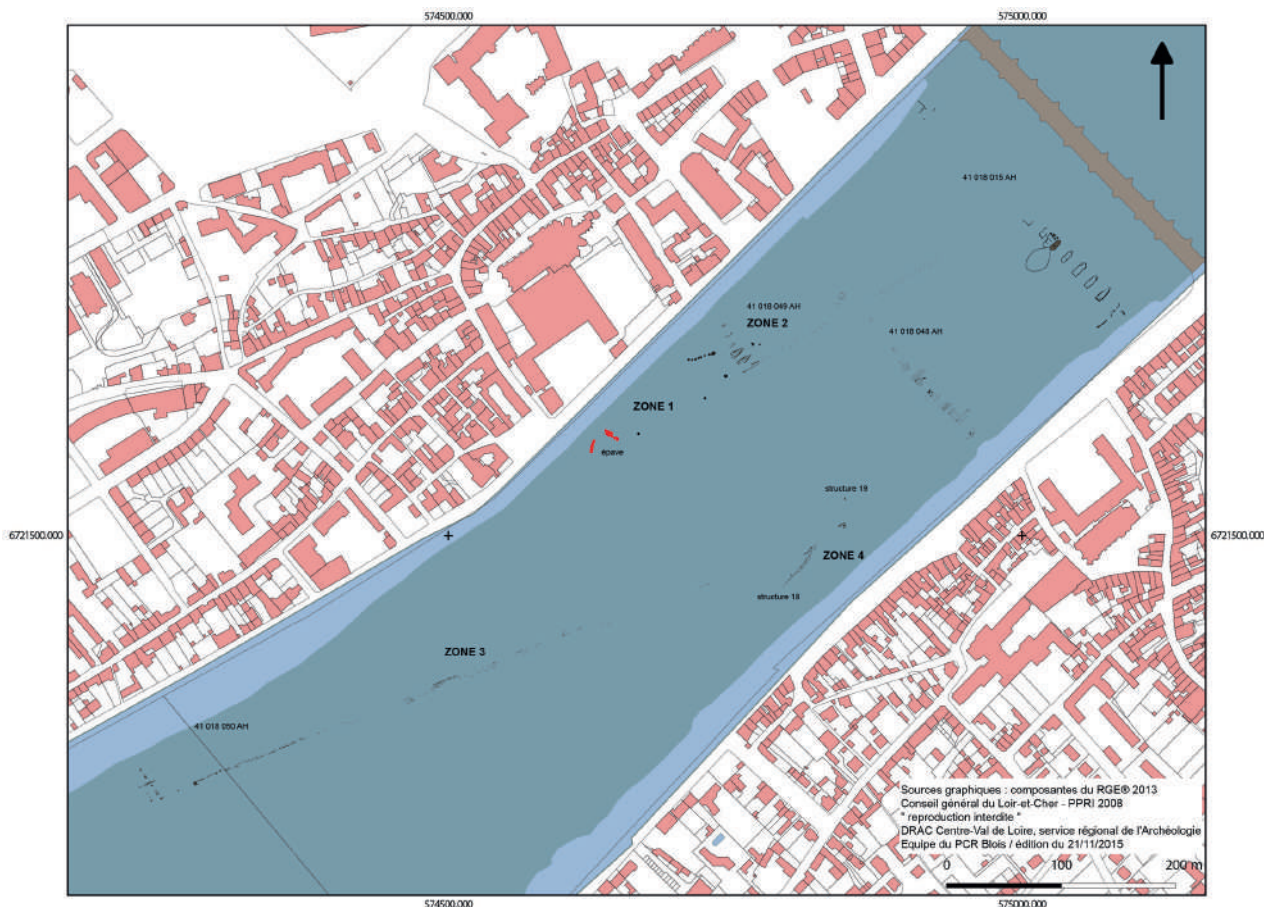 574500.000
575000.000
41 018 015 AH
41 018 049 AH
ZONE 2
41 018 048 AH
ZONE 1
épave
structure 19
6721500.000
6721500.000
ZONE 4
structure 18
ZONE 3
41 018 050 AH
Sources graphiques : composantes du RGE® 2013
Conseil général du Loir-et-Cher - PPRI 2008
" reproduction interdite "
DRAC Centre-Val de Loire, service régional de l'Archéologie
Equipe du PCR Blois / édition du 21/11/2015
0 100 200 m
574500.000
575000.000